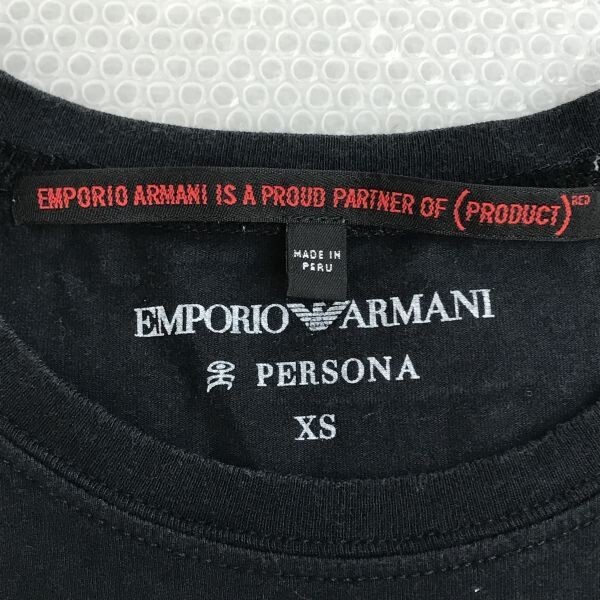 EMPORIO ARMANI IS A PROUD PARTNER OF (PRODUCT)RED
MADE IN
PERU
EMPORIO ARMANI
PERSONA
XS